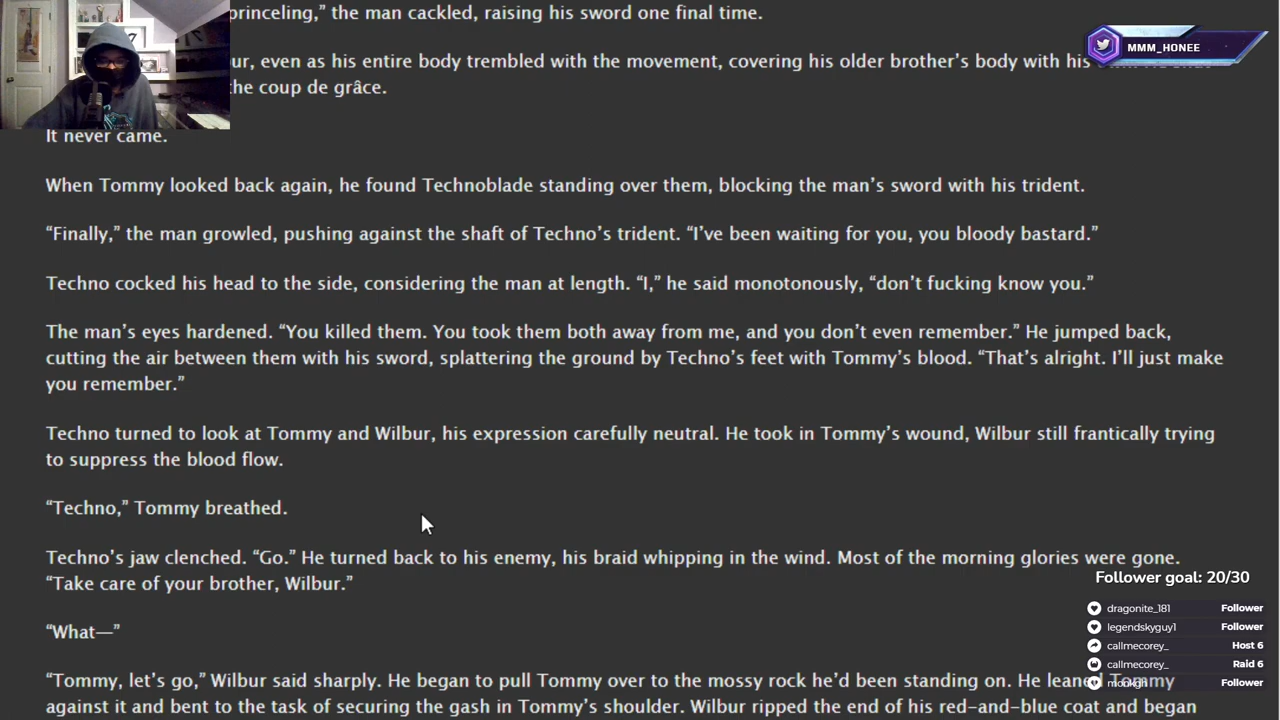 princeling,” the man cackled, raising his sword one final time.
MMM_HONEE
ur, even as his entire body trembled with the movement, covering his older brother’s body with his
the coup de grâce.
It never came.
When Tommy looked back again, he found Technoblade standing over them, blocking the man’s sword with his trident.
“Finally,” the man growled, pushing against the shaft of Techno’s trident. “I’ve been waiting for you, you bloody bastard.”
Techno cocked his head to the side, considering the man at length. “I,” he said monotonously, “don’t fucking know you.”
The man’s eyes hardened. “You killed them. You took them both away from me, and you don’t even remember.” He jumped back,
cutting the air between them with his sword, splattering the ground by Techno’s feet with Tommy’s blood. “That’s alright. I’ll just make
you remember.”
Techno turned to look at Tommy and Wilbur, his expression carefully neutral. He took in Tommy’s wound, Wilbur still frantically trying
to suppress the blood flow.
“Techno,” Tommy breathed.
Techno’s jaw clenched. “Go.” He turned back to his enemy, his braid whipping in the wind. Most of the morning glories were gone.
“Take care of your brother, Wilbur.”
Follower goal: 20/30
dragonite_181 Follower
legendskyguy1 Follower
callmecorey_ Host 6
callmecorey_ Raid 6
Follower
“What—”
“Tommy, let’s go,” Wilbur said sharply. He began to pull Tommy over to the mossy rock he’d been standing on. He leaned Tommy
against it and bent to the task of securing the gash in Tommy’s shoulder. Wilbur ripped the end of his red-and-blue coat and began